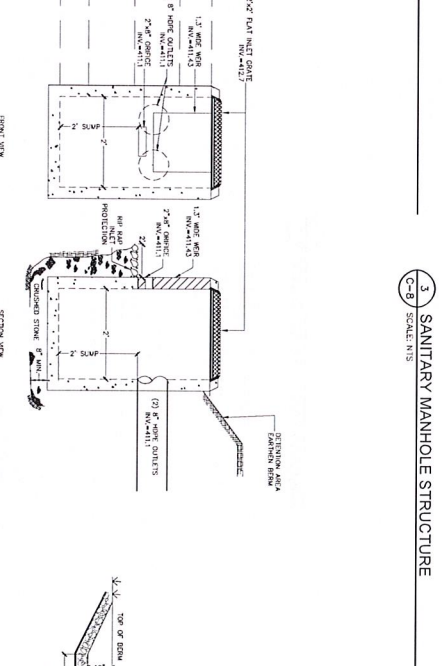 3
C-8
SANITARY MANHOLE STRUCTURE
SCALE: NTS
2' FLAT INLET GRATE
INV.=412.7
1.3' WIDE WEIR
INV.=411.43
8" HDPE OUTLETS
INV.=411.1
2"x8" ORIFICE
INV.=411.1
2' SUMP
2'
FRONT VIEW
1.3' WIDE WEIR
INV.=411.43
2"x8" ORIFICE
INV.=411.1
RIP RAP
INLET
PROTECTION
2'
2'
2' SUMP
CRUSHED STONE
8" MIN.
(2) 8" HDPE OUTLETS
INV.=411.1
DETENTION AREA
EARTHEN BERM
SECTION VIEW
TOP OF BERM